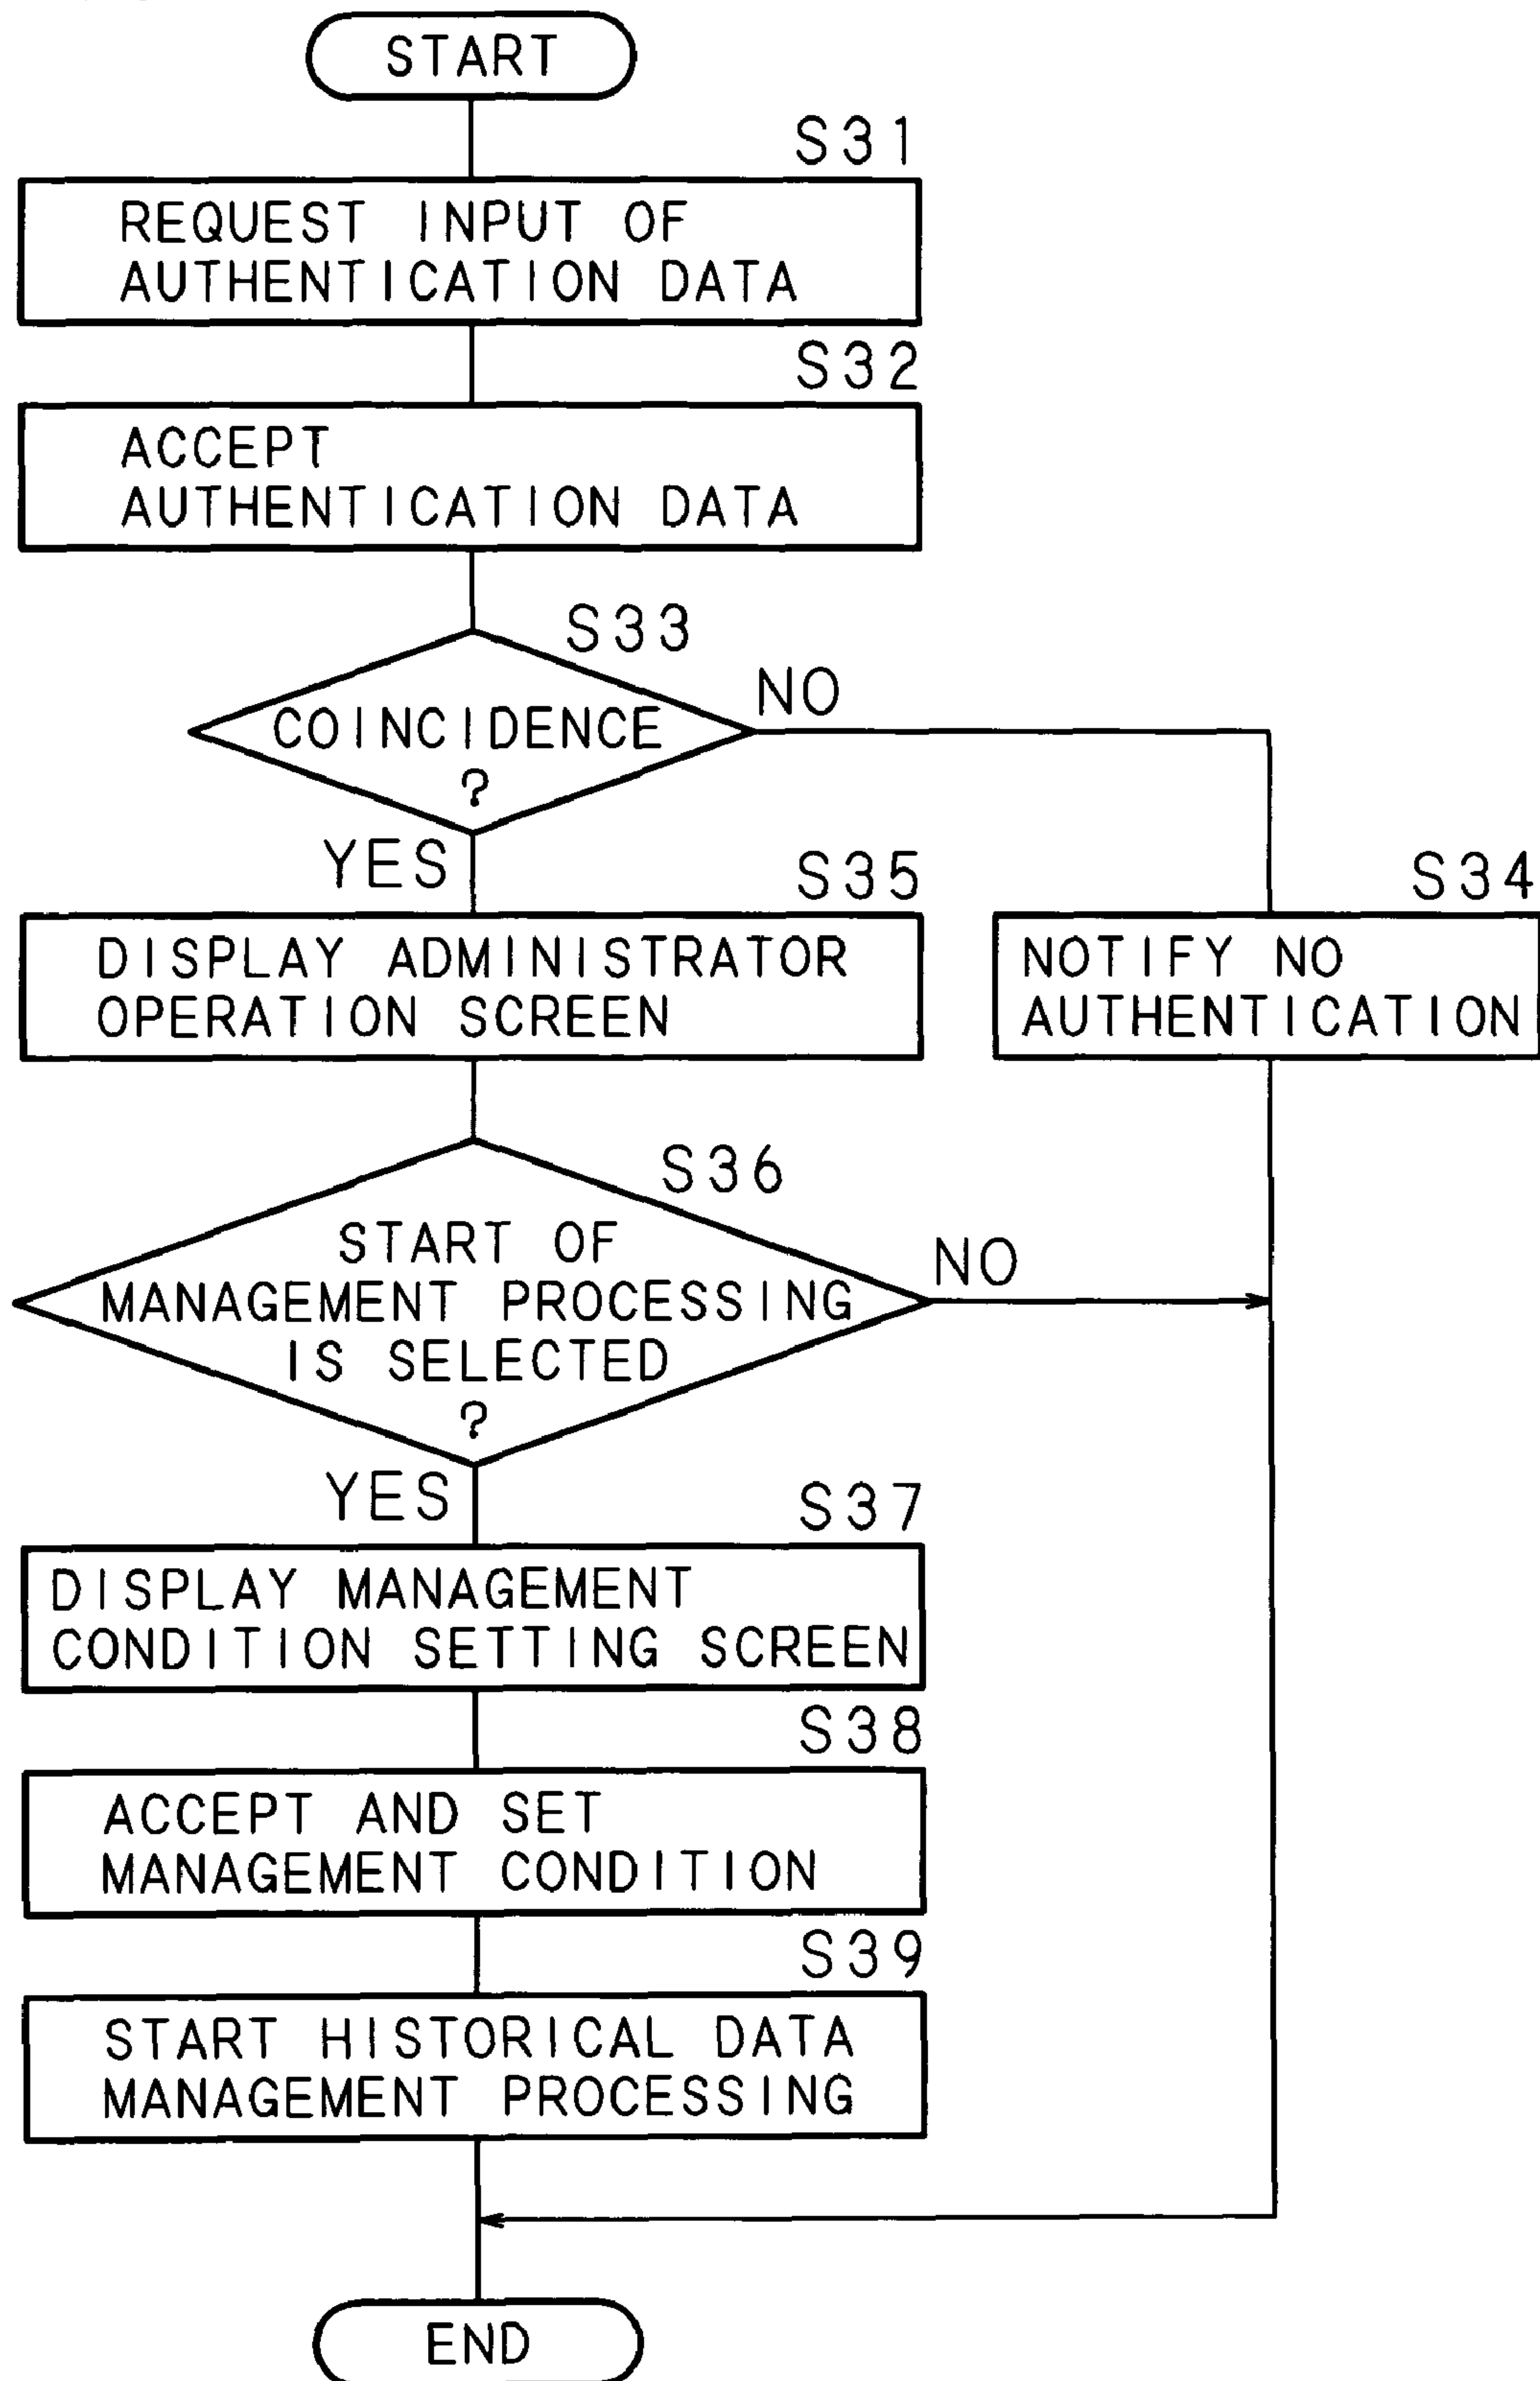 START
S31
REQUEST INPUT OF
AUTHENTICATION DATA
S32
ACCEPT
AUTHENTICATION DATA
S33
COINCIDENCE
?
NO
YES
S35
DISPLAY ADMINISTRATOR
OPERATION SCREEN
S34
NOTIFY NO
AUTHENTICATION
S36
START OF
MANAGEMENT PROCESSING
IS SELECTED
?
NO
YES
S37
DISPLAY MANAGEMENT
CONDITION SETTING SCREEN
S38
ACCEPT AND SET
MANAGEMENT CONDITION
S39
START HISTORICAL DATA
MANAGEMENT PROCESSING
END